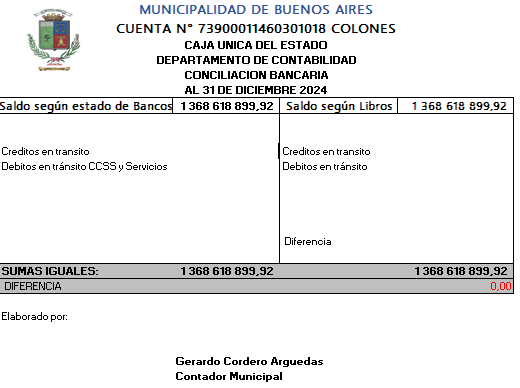 MUNICIPALIDAD DE BUENOS AIRES
CUENTA N° 73900011460301018 COLONES
CAJA UNICA DEL ESTADO
DEPARTAMENTO DE CONTABILIDAD
CONCILIACION BANCARIA
AL 31 DE DICIEMBRE 2024
Saldo según estado de Bancos 1 368 618 899,92 Saldo según Libros 1 368 618 899,92
Creditos en transito Creditos en transito
Debitos en tránsito CCSS y Servicios Debitos en tránsito
Diferencia
SUMAS IGUALES: 1 368 618 899,92 1 368 618 899,92
DIFERENCIA 0,00
Elaborado por:
Gerardo Cordero Arguedas
Contador Municipal